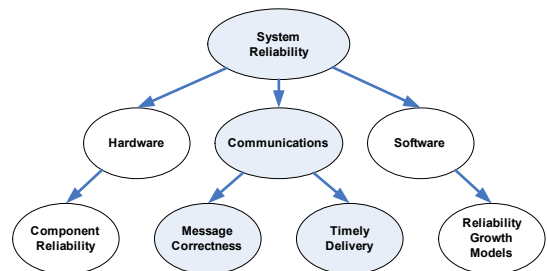 System
Reliability
Hardware
Communications
Software
Component
Reliability
Message
Correctness
Timely
Delivery
Reliability
Growth
Models